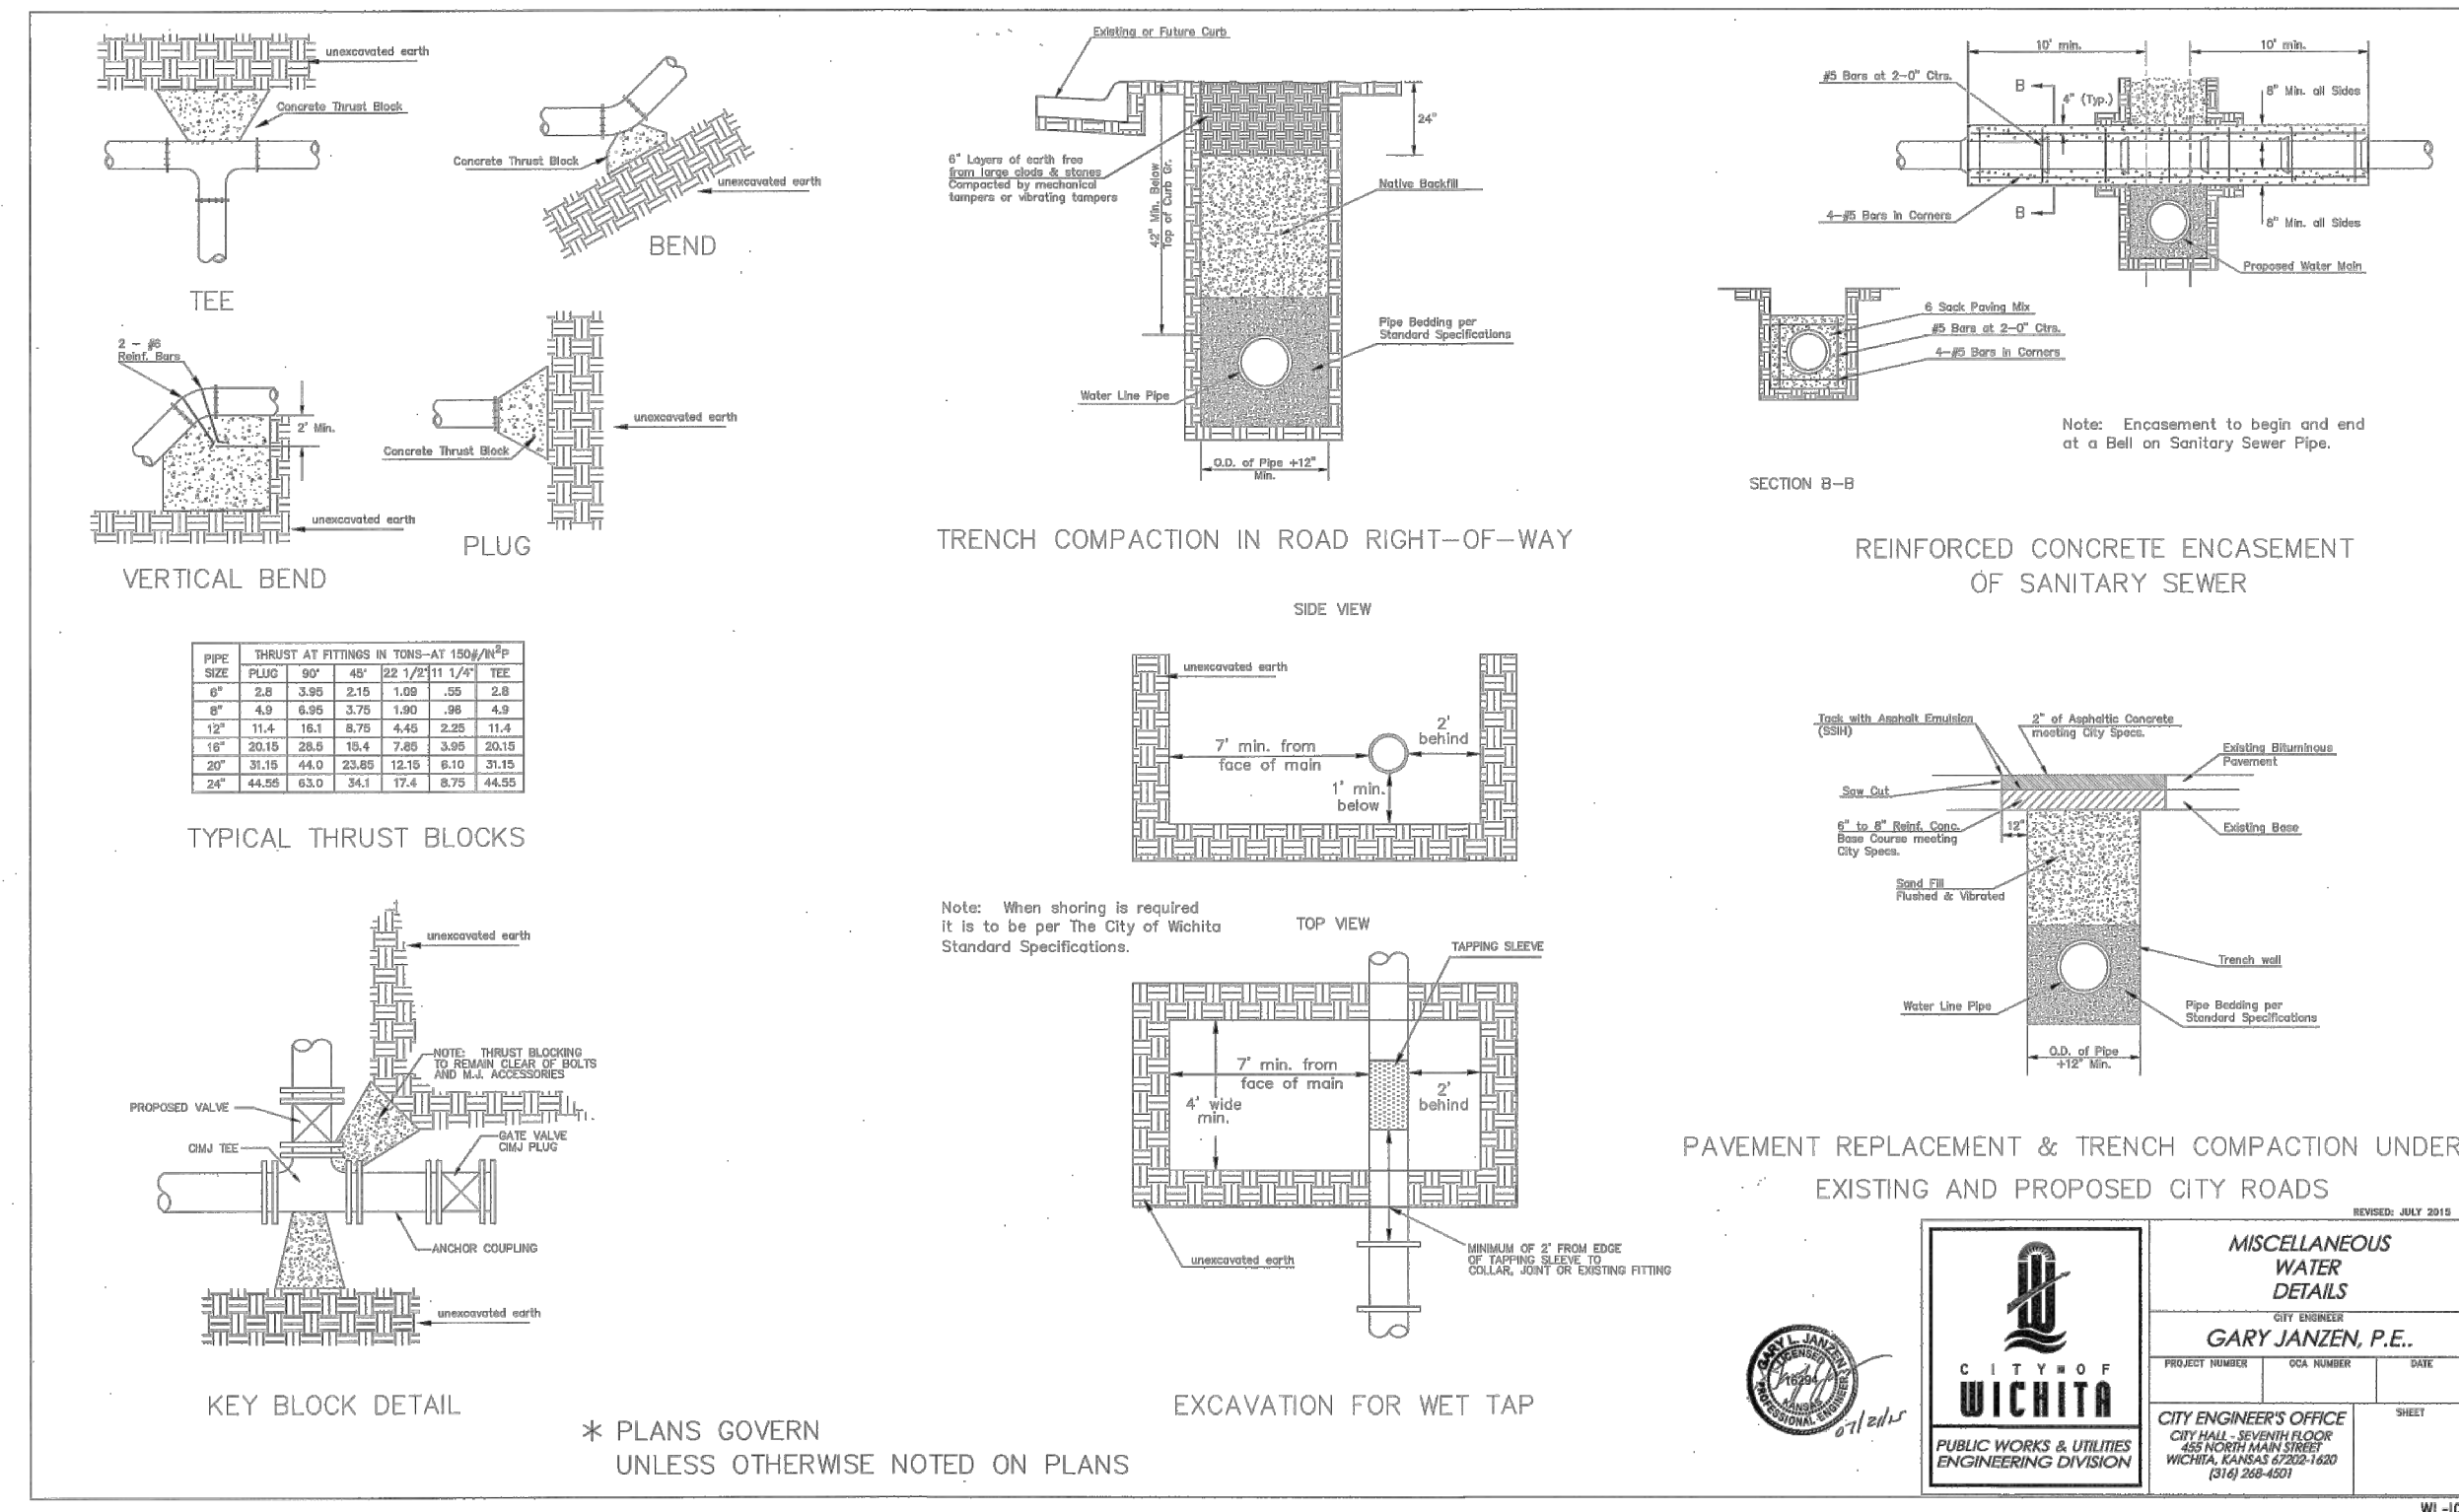 unexcavated earth
Concrete Thrust Block
TEE
Concrete Thrust Block
unexcavated earth
BEND
2 - #6
Reinf. Bars
2' Min.
unexcavated earth
VERTICAL BEND
unexcavated earth
Concrete Thrust Block
PLUG
PIPE SIZE THRUST AT FITTINGS IN TONS-AT 150#/IN²P
PLUG 90° 45° 22 1/2° 11 1/4° TEE
6" 2.8 3.95 2.15 1.09 .55 2.8
8" 4.9 6.95 3.75 1.90 .96 4.9
12" 11.4 16.1 8.75 4.45 2.25 11.4
16" 20.15 28.5 15.4 7.85 3.95 20.15
20" 31.15 44.0 23.85 12.15 6.10 31.15
24" 44.55 63.0 34.1 17.4 8.75 44.55
TYPICAL THRUST BLOCKS
unexcavated earth
NOTE: THRUST BLOCKING
TO REMAIN CLEAR OF BOLTS
AND M.J. ACCESSORIES
PROPOSED VALVE
CIMJ TEE
GATE VALVE
CIMJ PLUG
ANCHOR COUPLING
unexcavated earth
KEY BLOCK DETAIL
* PLANS GOVERN
UNLESS OTHERWISE NOTED ON PLANS
Existing or Future Curb
24"
6" Layers of earth free
from large clods & stones
Compacted by mechanical
tampers or vibrating tampers
42" Min. Below
Top of Curb Gr.
Native Backfill
Pipe Bedding per
Standard Specifications
Water Line Pipe
O.D. of Pipe +12"
Min.
TRENCH COMPACTION IN ROAD RIGHT-OF-WAY
SIDE VIEW
unexcavated earth
7' min. from
face of main
2'
behind
1' min.
below
Note: When shoring is required
it is to be per The City of Wichita
Standard Specifications.
TOP VIEW
TAPPING SLEEVE
7' min. from
face of main
4' wide
min.
2'
behind
unexcavated earth
MINIMUM OF 2' FROM EDGE
OF TAPPING SLEEVE TO
COLLAR, JOINT OR EXISTING FITTING
EXCAVATION FOR WET TAP
10' min.
10' min.
#5 Bars at 2-0" Ctrs.
B
4" (Typ.)
8" Min. all Sides
4-#5 Bars in Corners
B
8" Min. all Sides
Proposed Water Main
6 Sack Paving Mix
#5 Bars at 2-0" Ctrs.
4-#5 Bars in Corners
Note: Encasement to begin and end
at a Bell on Sanitary Sewer Pipe.
SECTION B-B
REINFORCED CONCRETE ENCASEMENT
OF SANITARY SEWER
Tack with Asphalt Emulsion
(SSIH)
2" of Asphaltic Concrete
meeting City Specs.
Existing Bituminous
Pavement
Saw Cut
6" to 8" Reinf. Conc.
Base Course meeting
City Specs.
12"
Existing Base
Sand Fill
Flushed & Vibrated
Trench wall
Water Line Pipe
Pipe Bedding per
Standard Specifications
O.D. of Pipe
+12" Min.
PAVEMENT REPLACEMENT & TRENCH COMPACTION UNDER
EXISTING AND PROPOSED CITY ROADS
REVISED: JULY 2015
GARY L. JANZEN
LICENSED
16294
KANSAS
PROFESSIONAL ENGINEER
07/21/15
CITY OF
WICHITA
PUBLIC WORKS & UTILITIES
ENGINEERING DIVISION
MISCELLANEOUS
WATER
DETAILS
CITY ENGINEER
GARY JANZEN, P.E..
PROJECT NUMBER OCA NUMBER DATE
CITY ENGINEER'S OFFICE
CITY HALL - SEVENTH FLOOR
455 NORTH MAIN STREET
WICHITA, KANSAS 67202-1620
(316) 268-4501
SHEET